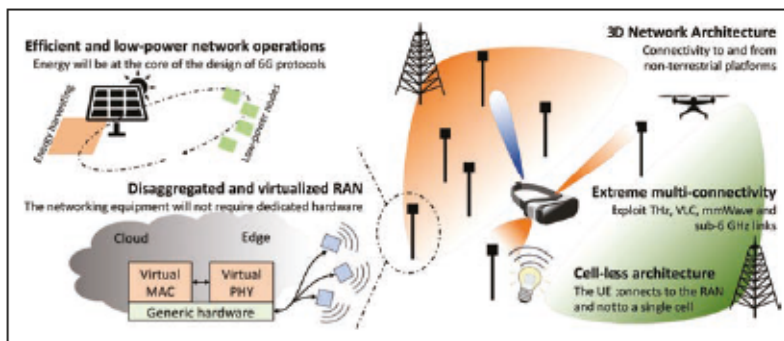 Efficient and low-power network operations
Energy will be at the core of the design of 6G protocols
Energy harvesting
Low-power nodes
Disaggregated and virtualized RAN
The networking equipment will not require dedicated hardware
Cloud
Edge
Virtual
MAC
Virtual
PHY
Generic hardware
3D Network Architecture
Connectivity to and from
non-terrestrial platforms
Extreme multi-connectivity
Exploit THz, VLC, mmWave and
sub-6 GHz links
Cell-less architecture
The UE connects to the RAN
and not to a single cell